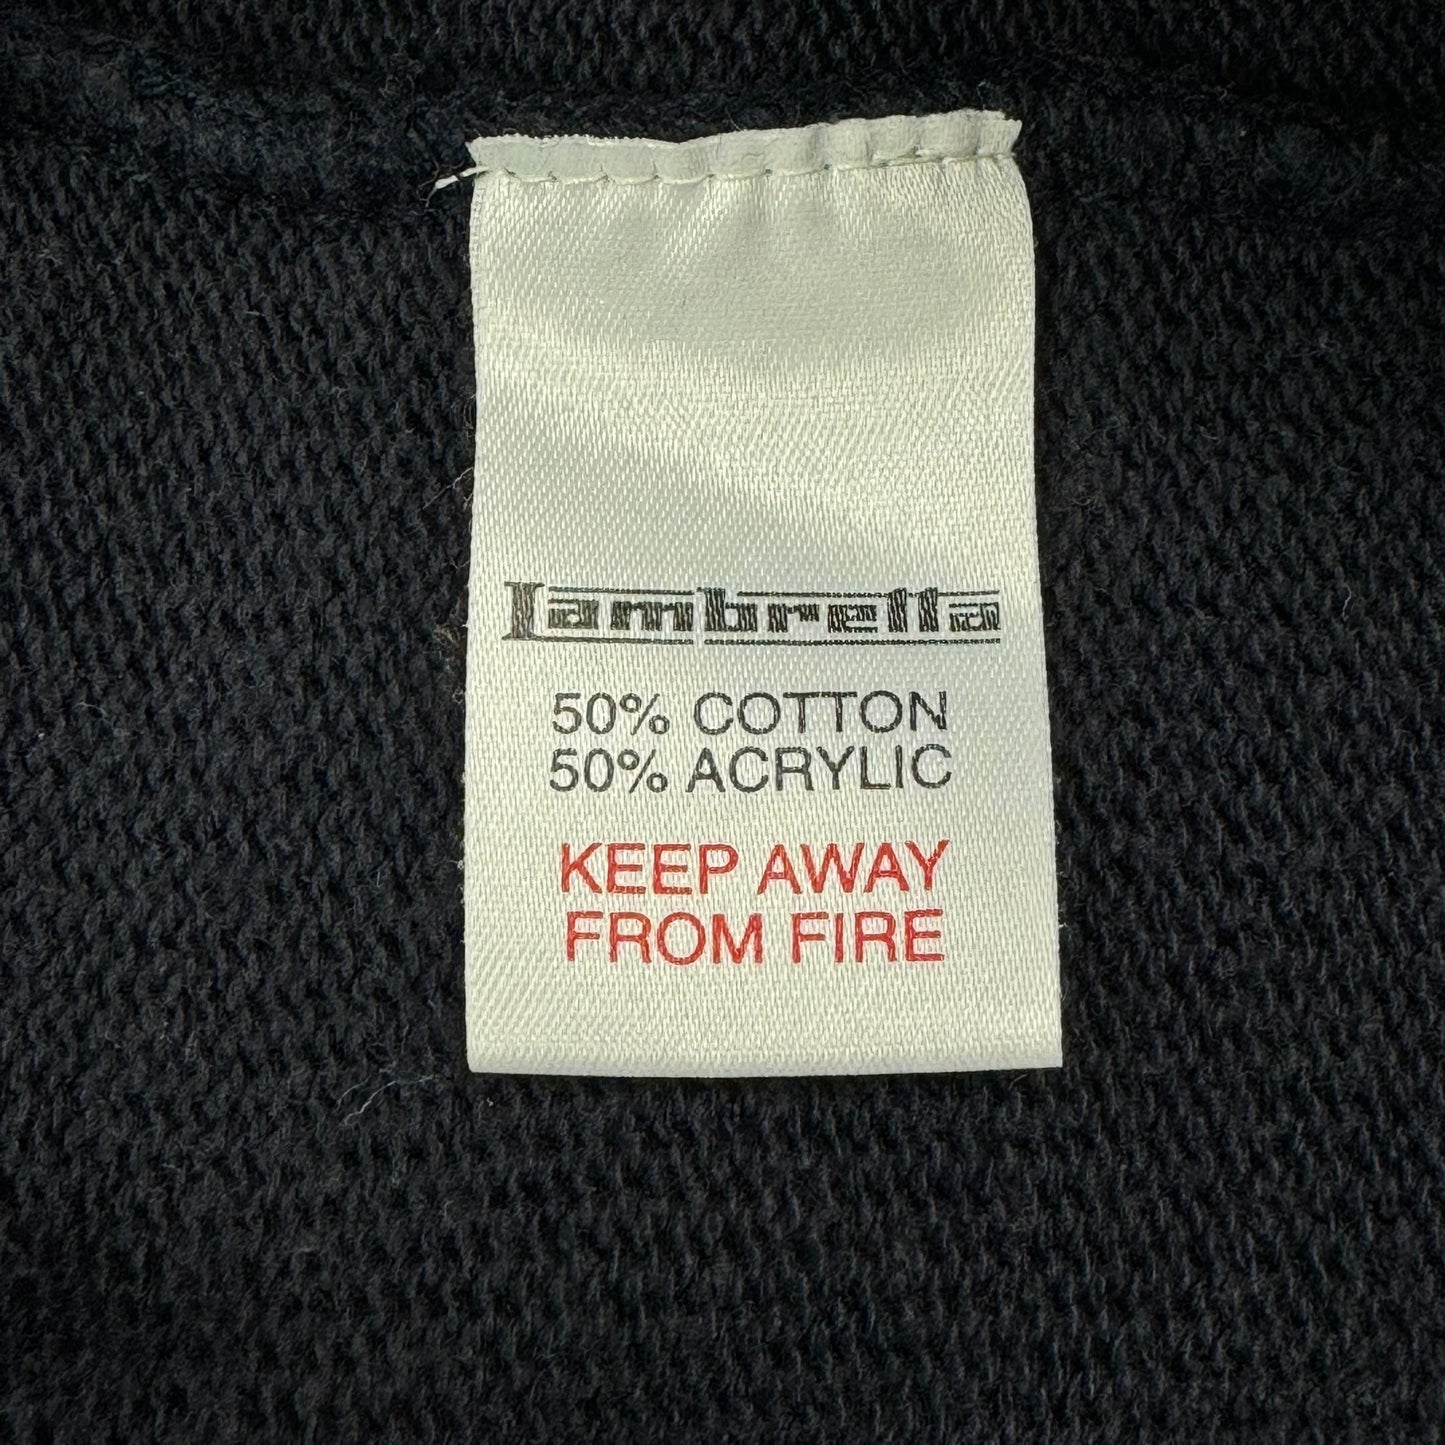 Lambretta
50% COTTON
50% ACRYLIC
KEEP AWAY
FROM FIRE